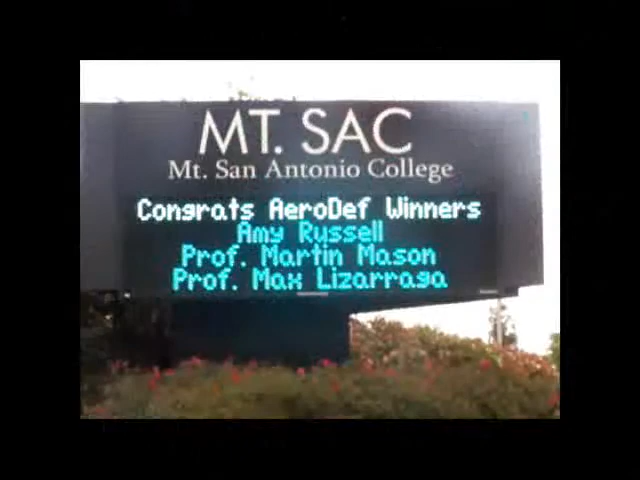 MT. SAC
Mt. San Antonio College
Congrats AeroDef Winners
Amy Russell
Prof. Martin Mason
Prof. Max Lizarraga